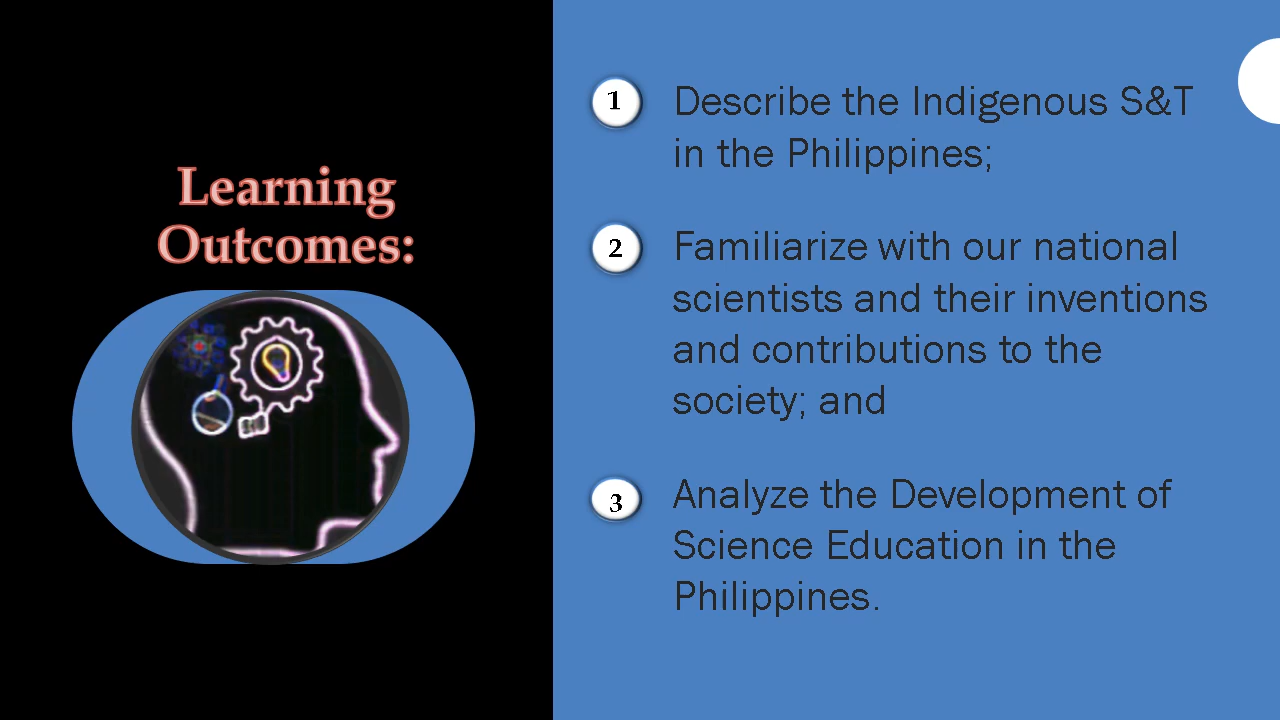 Learning
Outcomes:
1 Describe the Indigenous S&T
in the Philippines;
2 Familiarize with our national
scientists and their inventions
and contributions to the
society; and
3 Analyze the Development of
Science Education in the
Philippines.